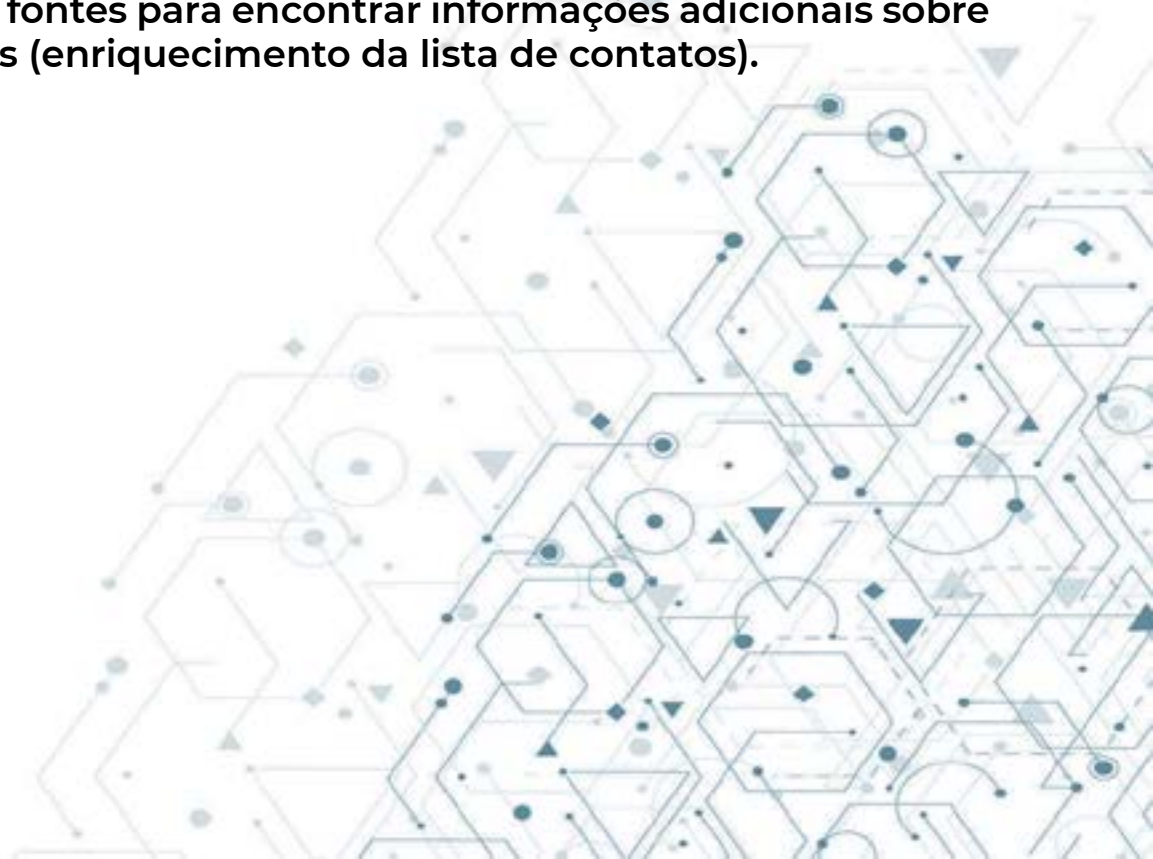 fontes para encontrar informações adicionais sobre
s (enriquecimento da lista de contatos).